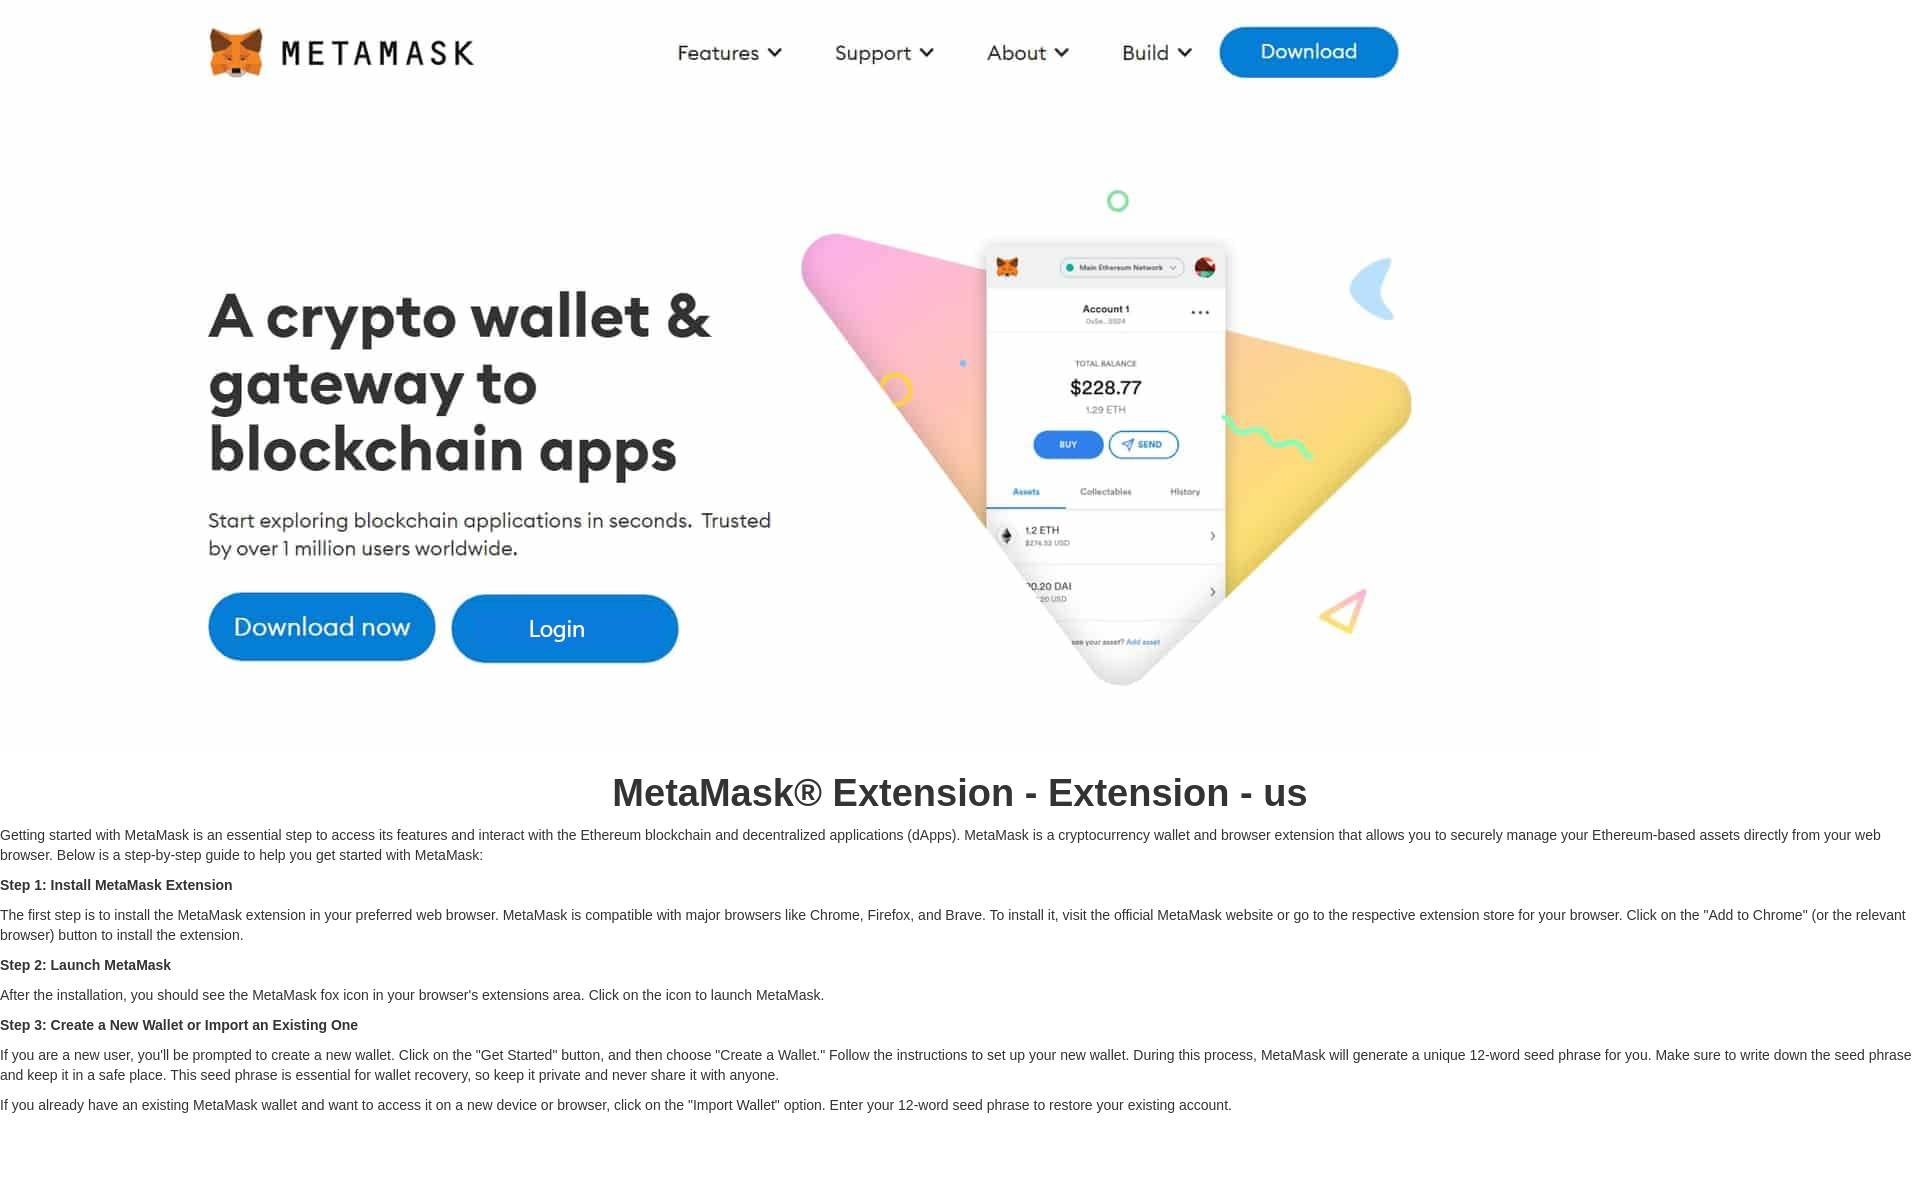 METAMASK
Features
Support
About
Build
Download
A crypto wallet &
gateway to
blockchain apps
Start exploring blockchain applications in seconds. Trusted
by over 1 million users worldwide.
Download now
Login
Main Ethereum Network
Account 1
TOTAL BALANCE
$228.77
1.29 ETH
BUY
SEND
Assets
Collectables
History
1.2 ETH
$274.52 USD
0.20 DAI
20 USD
see your asset? Add asset
MetaMask® Extension - Extension - us
Getting started with MetaMask is an essential step to access its features and interact with the Ethereum blockchain and decentralized applications (dApps). MetaMask is a cryptocurrency wallet and browser extension that allows you to securely manage your Ethereum-based assets directly from your web
browser. Below is a step-by-step guide to help you get started with MetaMask:
Step 1: Install MetaMask Extension
The first step is to install the MetaMask extension in your preferred web browser. MetaMask is compatible with major browsers like Chrome, Firefox, and Brave. To install it, visit the official MetaMask website or go to the respective extension store for your browser. Click on the "Add to Chrome" (or the relevant
browser) button to install the extension.
Step 2: Launch MetaMask
After the installation, you should see the MetaMask fox icon in your browser's extensions area. Click on the icon to launch MetaMask.
Step 3: Create a New Wallet or Import an Existing One
If you are a new user, you'll be prompted to create a new wallet. Click on the "Get Started" button, and then choose "Create a Wallet." Follow the instructions to set up your new wallet. During this process, MetaMask will generate a unique 12-word seed phrase for you. Make sure to write down the seed phrase
and keep it in a safe place. This seed phrase is essential for wallet recovery, so keep it private and never share it with anyone.
If you already have an existing MetaMask wallet and want to access it on a new device or browser, click on the "Import Wallet" option. Enter your 12-word seed phrase to restore your existing account.